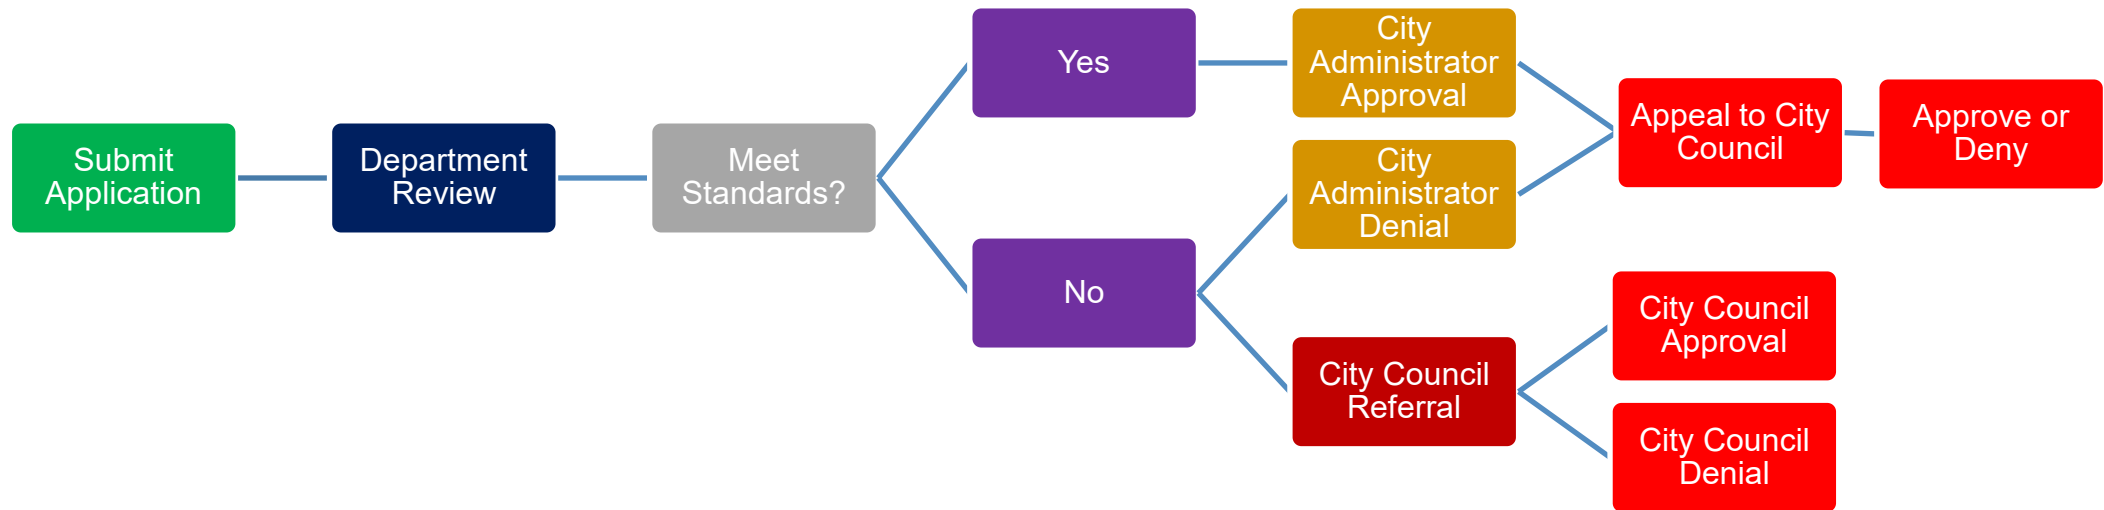 Submit
Application
Department
Review
Meet
Standards?
Yes
No
City
Administrator
Approval
City
Administrator
Denial
City Council
Referral
Appeal to City
Council
Approve or
Deny
City Council
Approval
City Council
Denial